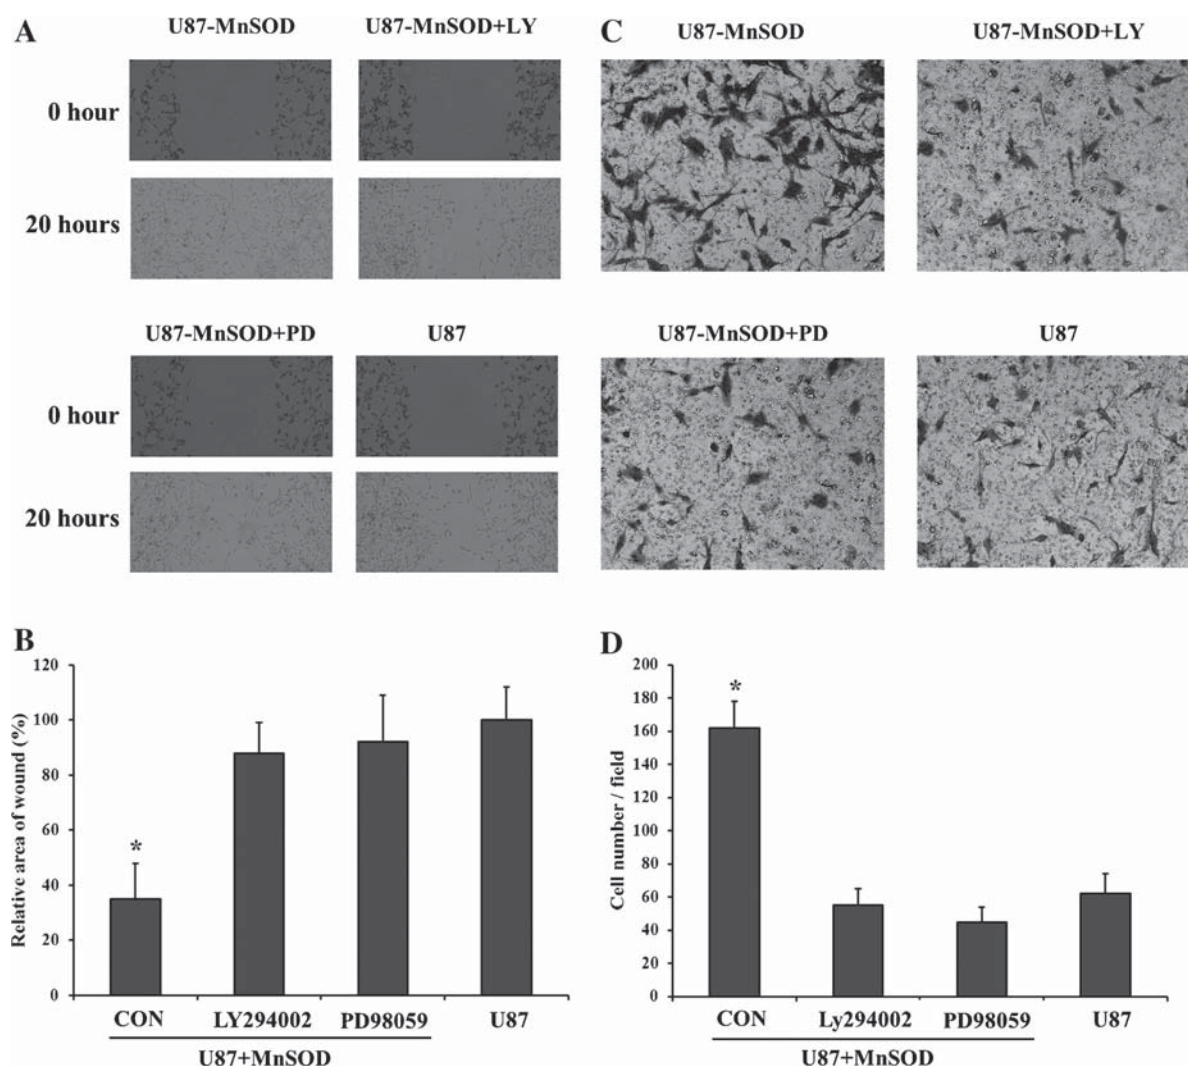 A
U87-MnSOD
U87-MnSOD+LY
0 hour
20 hours
U87-MnSOD+PD
U87
0 hour
20 hours
C
U87-MnSOD
U87-MnSOD+LY
U87-MnSOD+PD
U87
B
Relative area of wound (%)
120
100
80
60
40
20
0
*
CON
LY294002
PD98059
U87
U87+MnSOD
D
Cell number / field
200
180
160
140
120
100
80
60
40
20
0
*
CON
Ly294002
PD98059
U87
U87+MnSOD